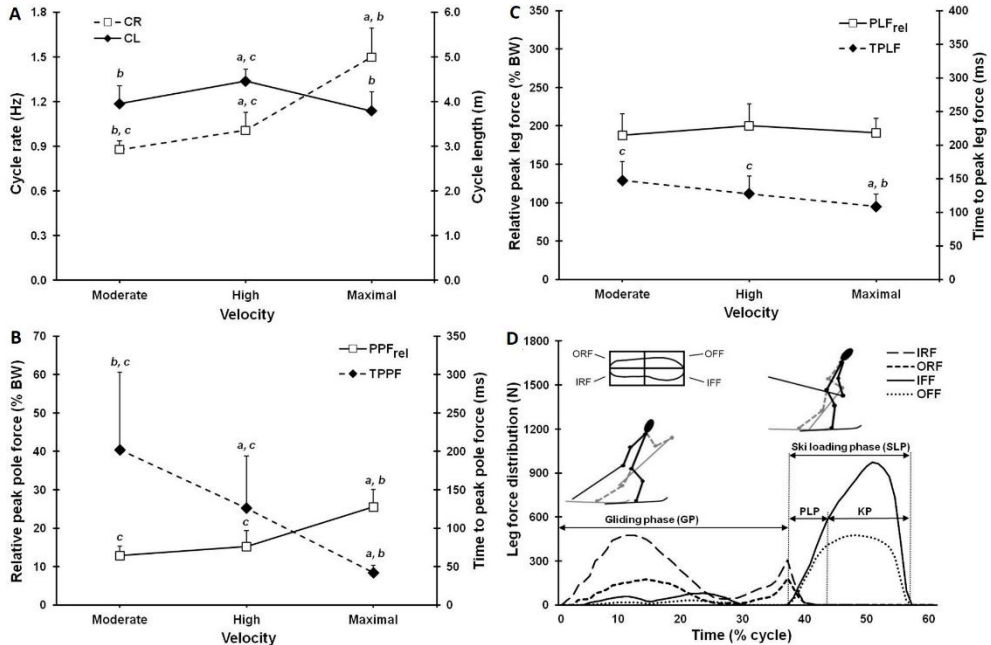 A
CR
CL
1.8
1.5
1.2
0.9
0.6
0.3
0.0
Cycle rate (Hz)
6.0
5.0
4.0
3.0
2.0
1.0
0.0
Cycle length (m)
b
a, c
a, b
b, c
a, c
b
Moderate High Maximal
Velocity
B
PPFrel
TPPF
70
60
50
40
30
20
10
0
Relative peak pole force (% BW)
350
300
250
200
150
100
50
0
Time to peak pole force (ms)
b, c
a, c
a, b
c
c
a, b
Moderate High Maximal
Velocity
C
PLFrel
TPLF
350
300
250
200
150
100
50
0
Relative peak leg force (% BW)
400
350
300
250
200
150
100
50
0
Time to peak leg force (ms)
c
c
a, b
Moderate High Maximal
Velocity
D
1800
1500
1200
900
600
300
0
Leg force distribution (N)
ORF OFF
IRF IFF
IRF
ORF
IFF
OFF
Ski loading phase (SLP)
PLP KP
Gliding phase (GP)
0 10 20 30 40 50 60
Time (% cycle)